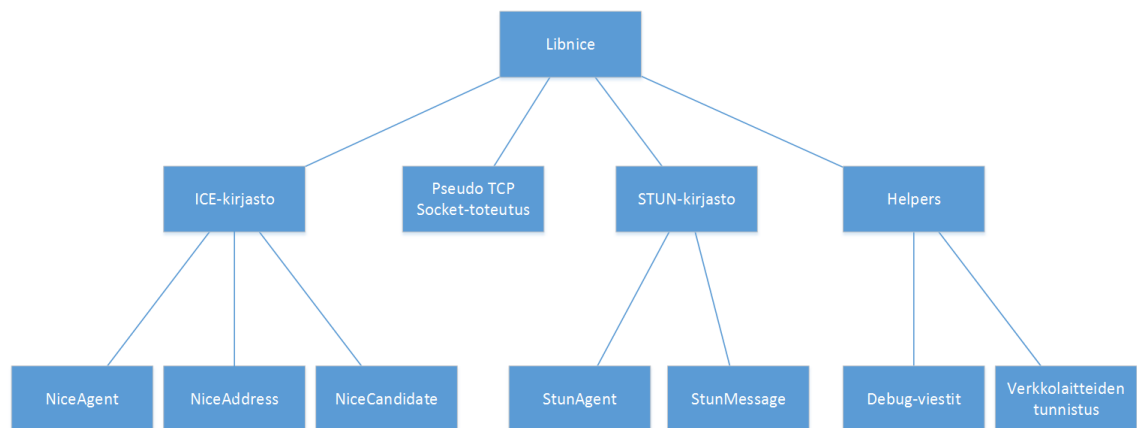 Libnice
ICE-kirjasto
Pseudo TCP
Socket-toteutus
STUN-kirjasto
Helpers
NiceAgent
NiceAddress
NiceCandidate
StunAgent
StunMessage
Debug-viestit
Verkkolaitteiden
tunnistus